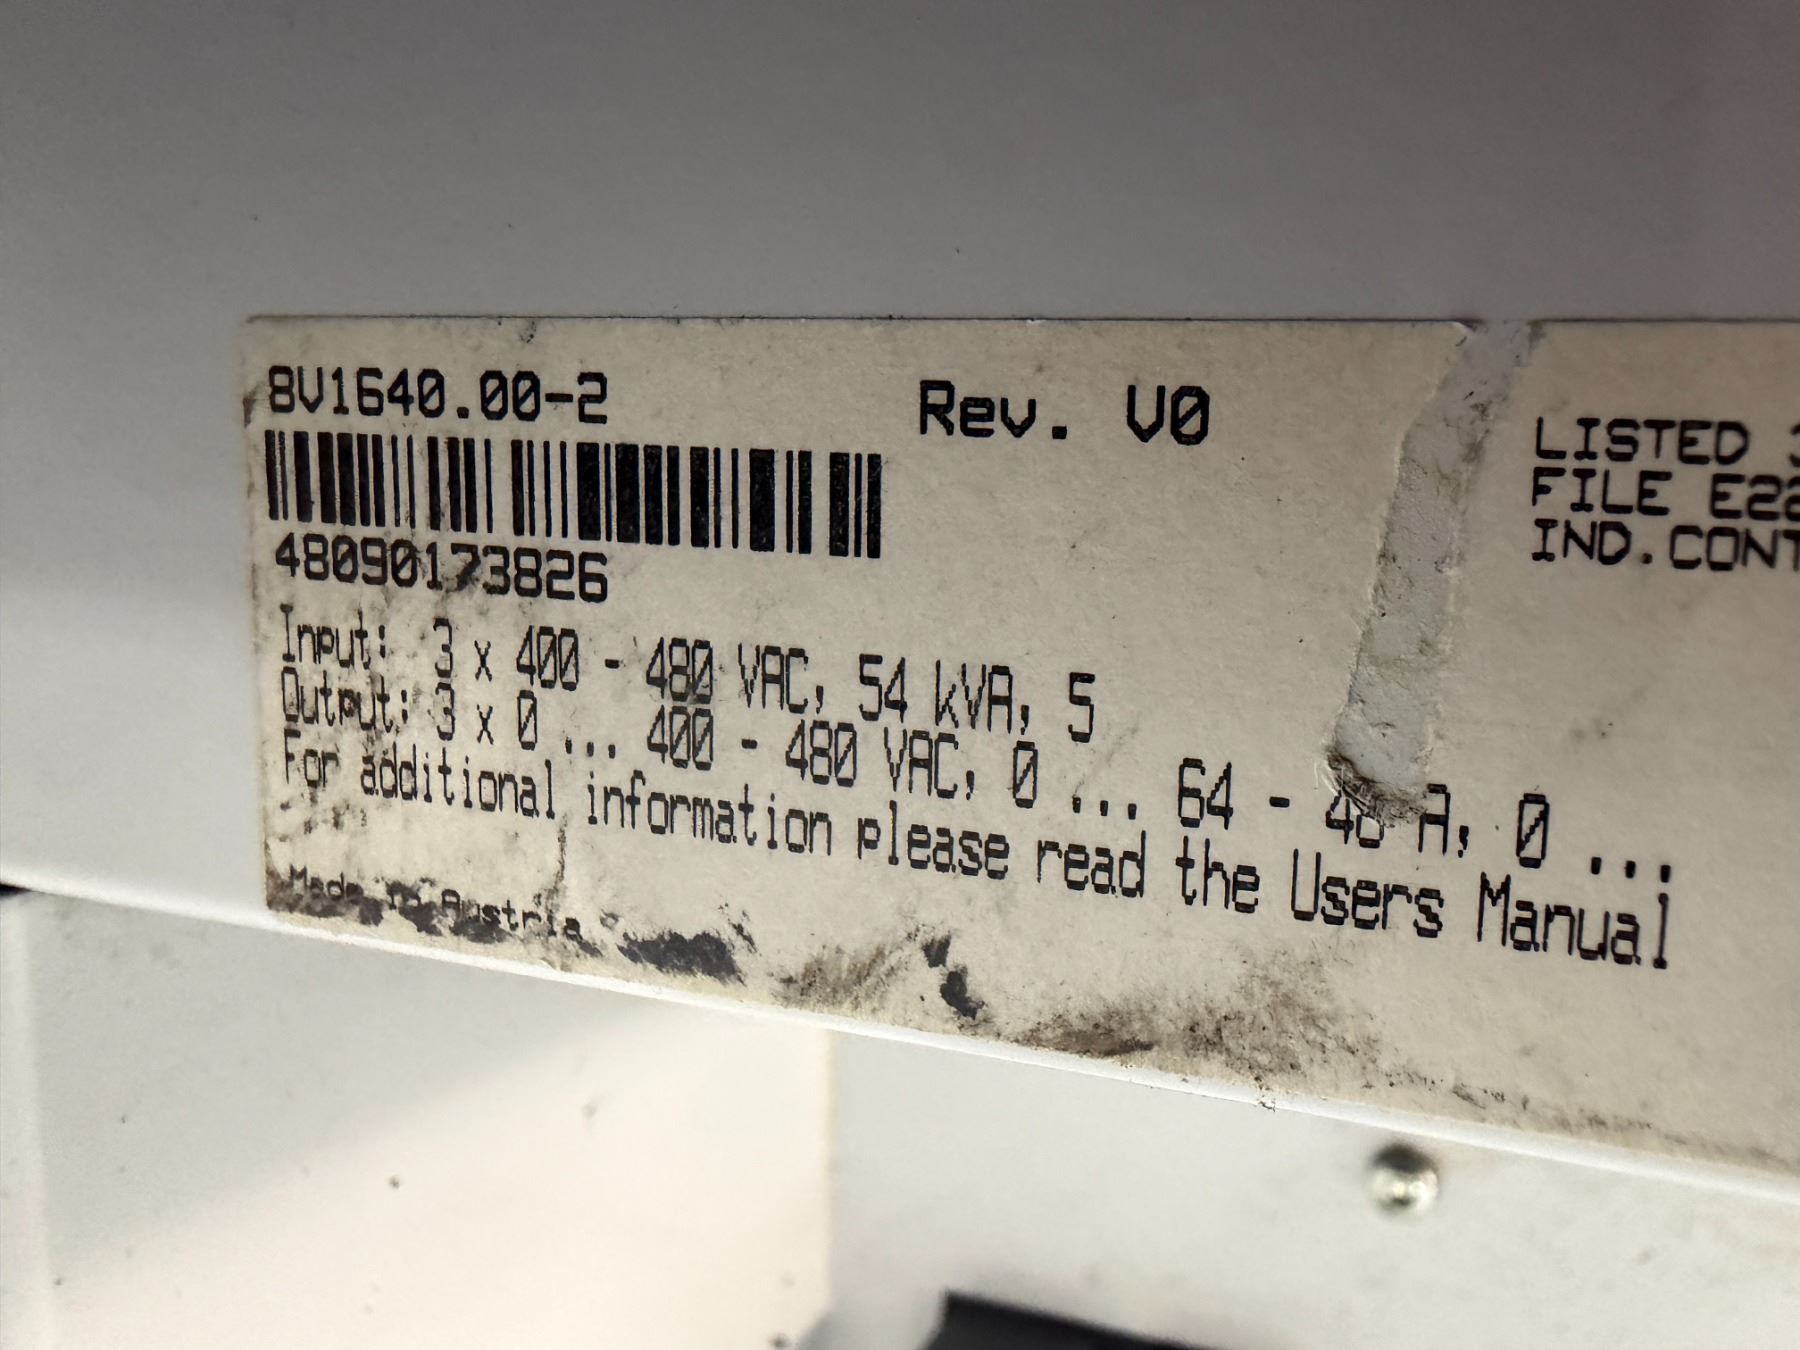 8V1640.00-2
Rev. V0
48090173826
Input: 3 x 400 - 480 VAC, 54 kVA, 5
Output: 3 x 0 ... 400 - 480 VAC, 0 ... 64 - 48 A, 0 ...
For additional information please read the Users Manual
Made in Austria
LISTED
FILE E22
IND.CONT